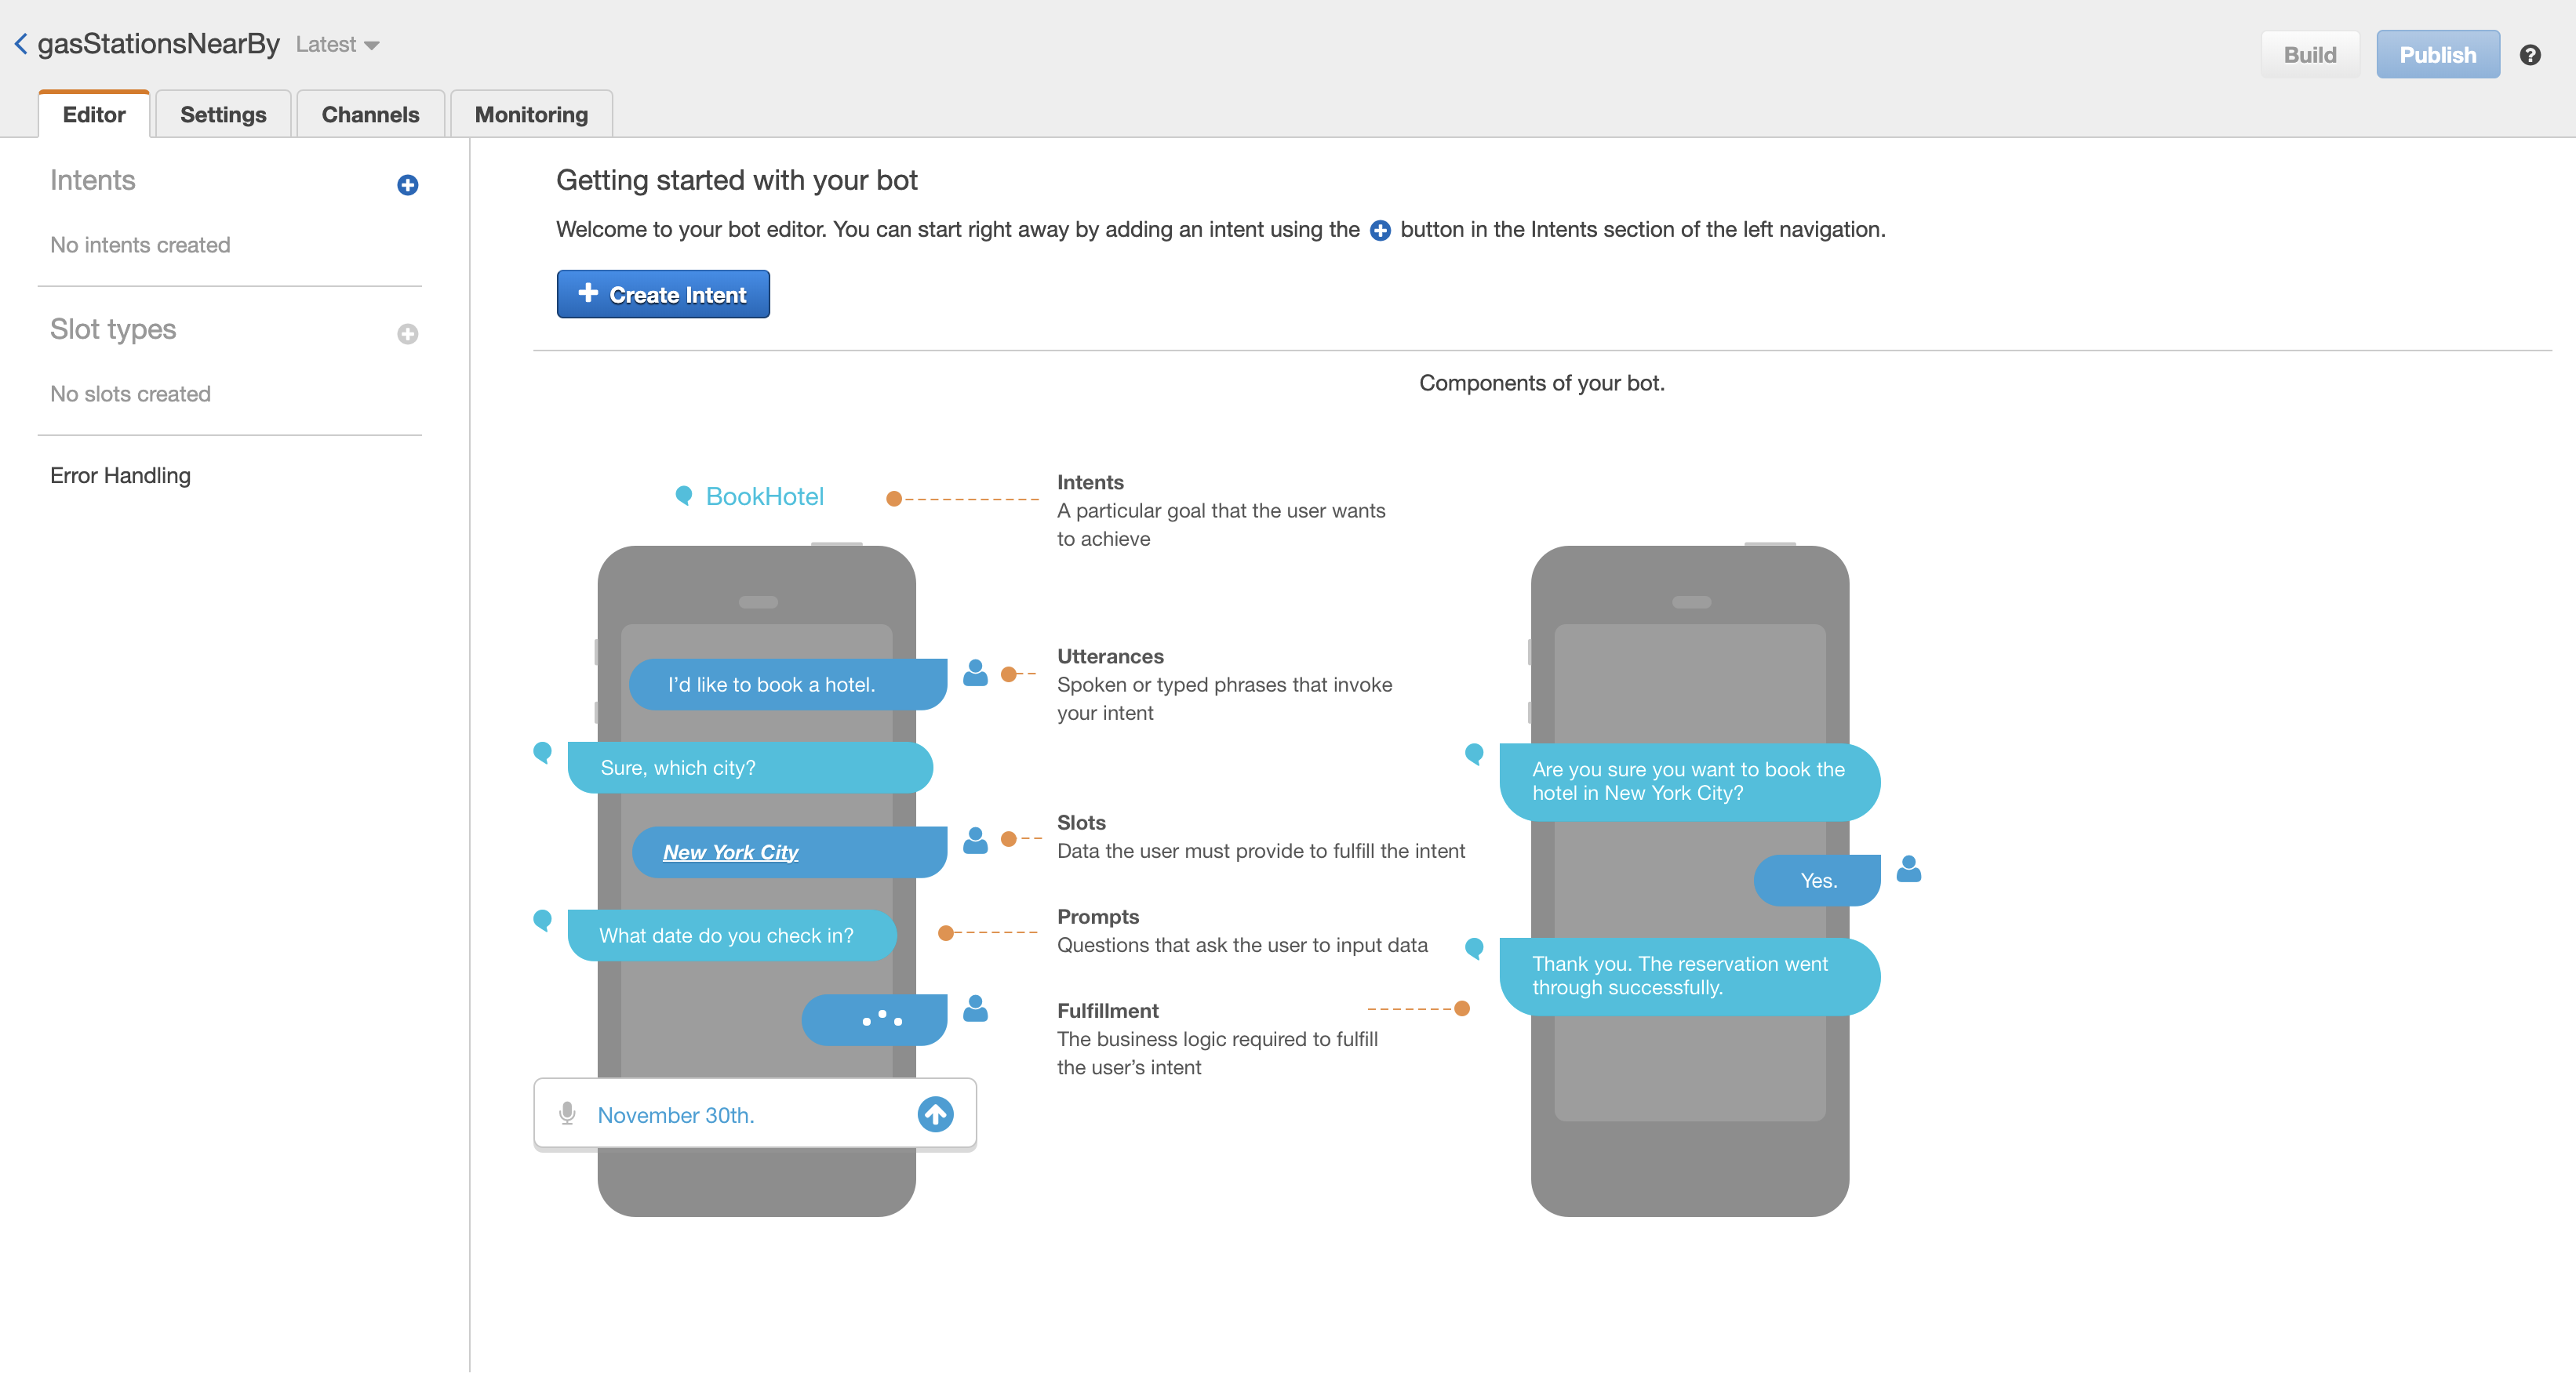 gasStationsNearBy Latest
Build Publish
Editor Settings Channels Monitoring
Intents
No intents created
Slot types
No slots created
Error Handling
Getting started with your bot
Welcome to your bot editor. You can start right away by adding an intent using the button in the Intents section of the left navigation.
Create Intent
Components of your bot.
BookHotel
Intents
A particular goal that the user wants
to achieve
I’d like to book a hotel.
Utterances
Spoken or typed phrases that invoke
your intent
Sure, which city?
New York City
Slots
Data the user must provide to fulfill the intent
What date do you check in?
Prompts
Questions that ask the user to input data
Fulfillment
The business logic required to fulfill
the user’s intent
November 30th.
Are you sure you want to book the
hotel in New York City?
Yes.
Thank you. The reservation went
through successfully.